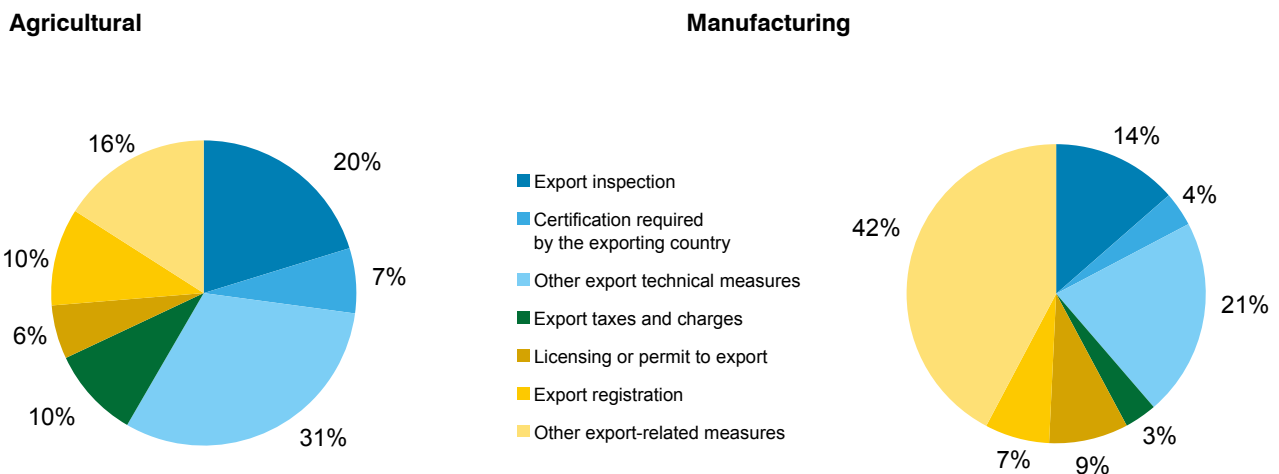 Agricultural
16%
20%
10%
7%
6%
10%
31%
Export inspection
Certification required
by the exporting country
Other export technical measures
Export taxes and charges
Licensing or permit to export
Export registration
Other export-related measures
Manufacturing
14%
4%
42%
21%
3%
7%
9%